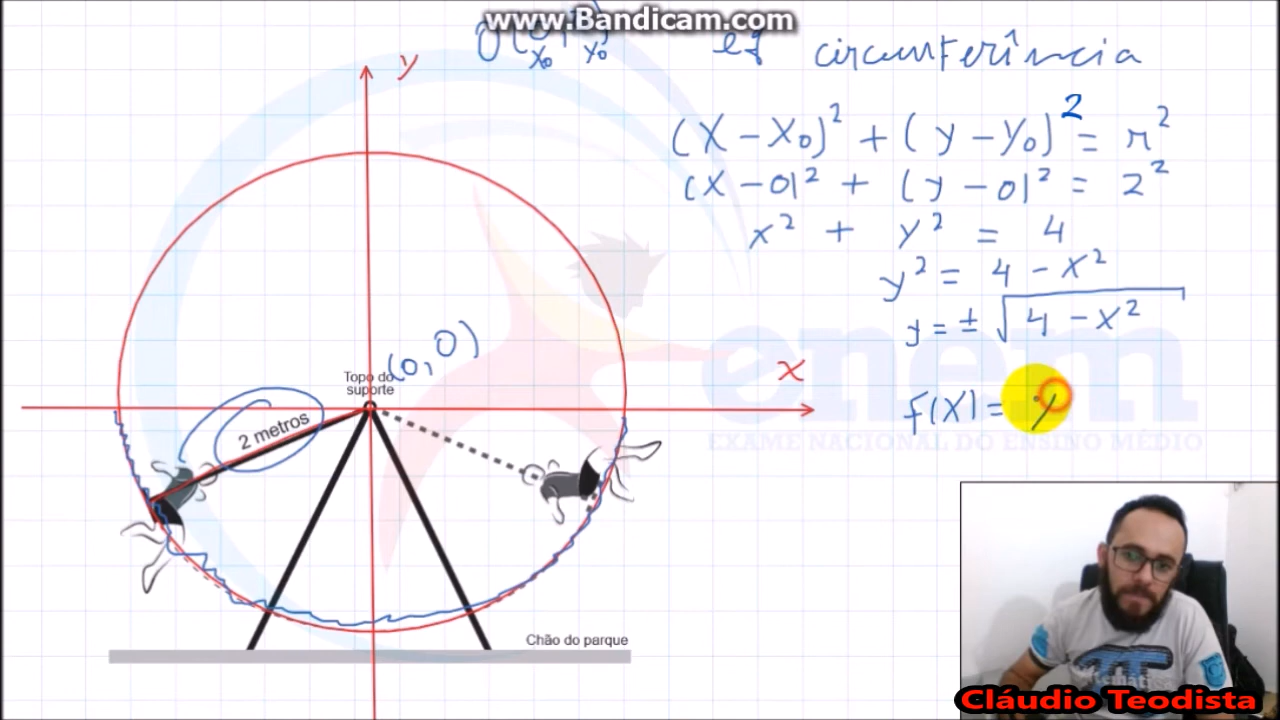 www.Bandicam.com
eq circunferência
y
(X - X₀)² + (y - y₀)² = r²
(X - 0)² + (y - 0)² = 2²
x² + y² = 4
y² = 4 - x²
y = ± √4 - x²
(0, 0)
x
Topo do
suporte
f(X) = y
2 metros
enem
EXAME NACIONAL DO ENSINO MÉDIO
Chão do parque
Cláudio Teodista